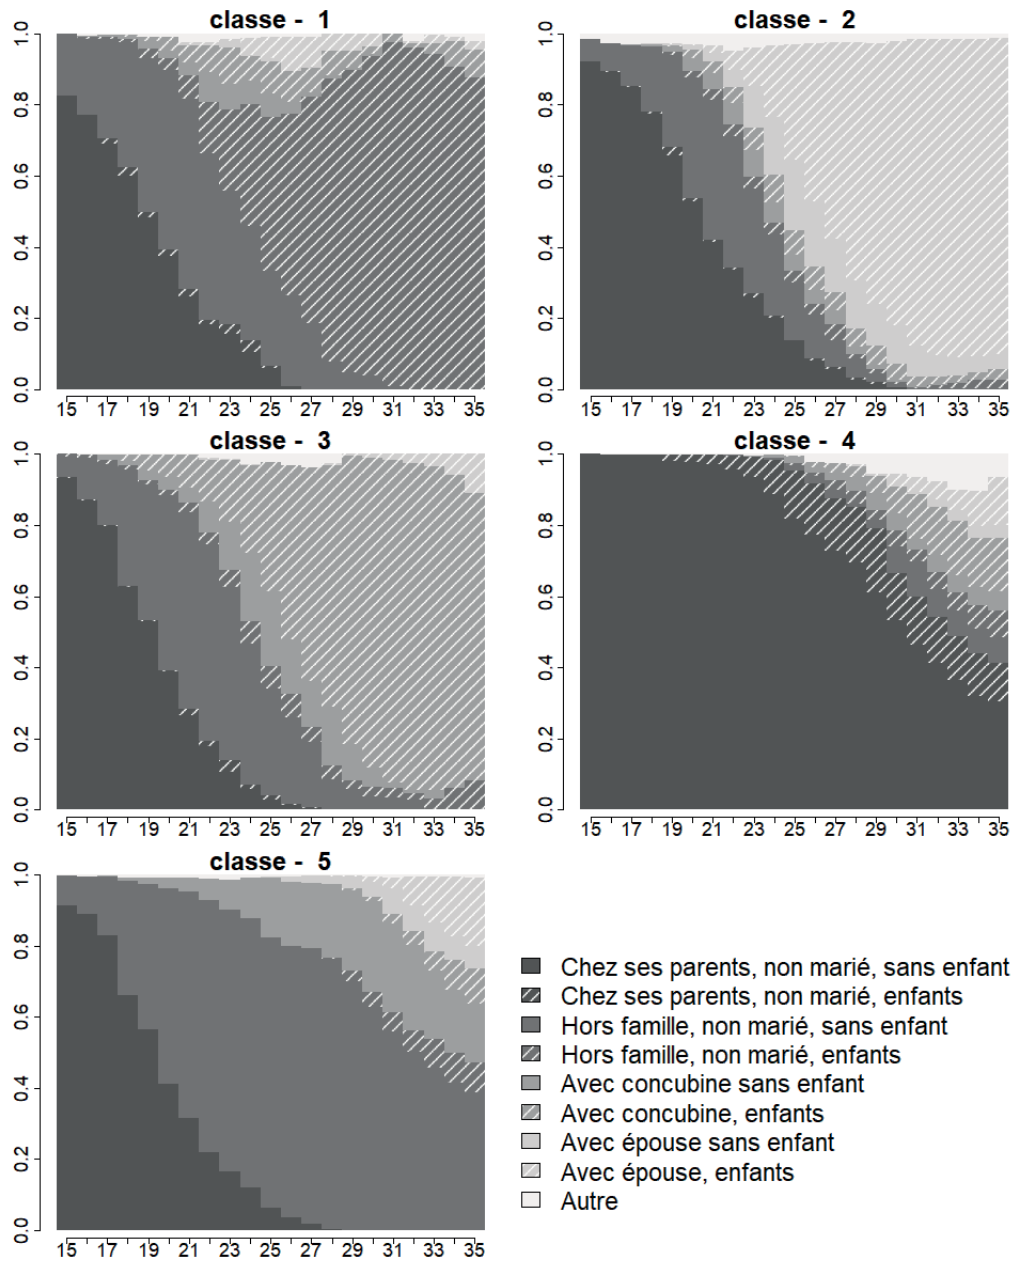 classe - 1
1.0
0.8
0.6
0.4
0.2
0.0
15 17 19 21 23 25 27 29 31 33 35
classe - 2
1.0
0.8
0.6
0.4
0.2
0.0
15 17 19 21 23 25 27 29 31 33 35
classe - 3
1.0
0.8
0.6
0.4
0.2
0.0
15 17 19 21 23 25 27 29 31 33 35
classe - 4
1.0
0.8
0.6
0.4
0.2
0.0
15 17 19 21 23 25 27 29 31 33 35
classe - 5
1.0
0.8
0.6
0.4
0.2
0.0
15 17 19 21 23 25 27 29 31 33 35
Chez ses parents, non marié, sans enfant
Chez ses parents, non marié, enfants
Hors famille, non marié, sans enfant
Hors famille, non marié, enfants
Avec concubine sans enfant
Avec concubine, enfants
Avec épouse sans enfant
Avec épouse, enfants
Autre